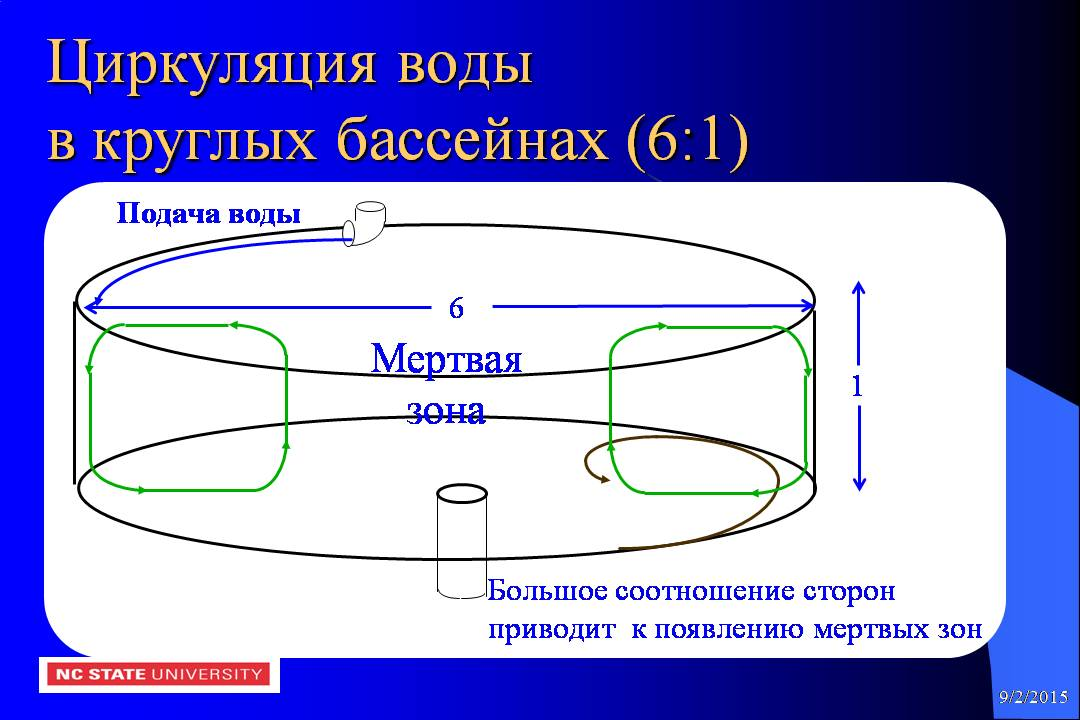 Циркуляция воды
в круглых бассейнах (6:1)
Подача воды
6
Мертвая
зона
1
Большое соотношение сторон
приводит к появлению мертвых зон
NC STATE UNIVERSITY
9/2/2015